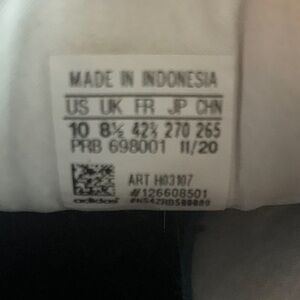 MADE IN INDONESIA
US UK FR JP CHN
10 8½ 42⅔ 270 265
PRB 698001 11/20
ART H03107
#126608501
adidas